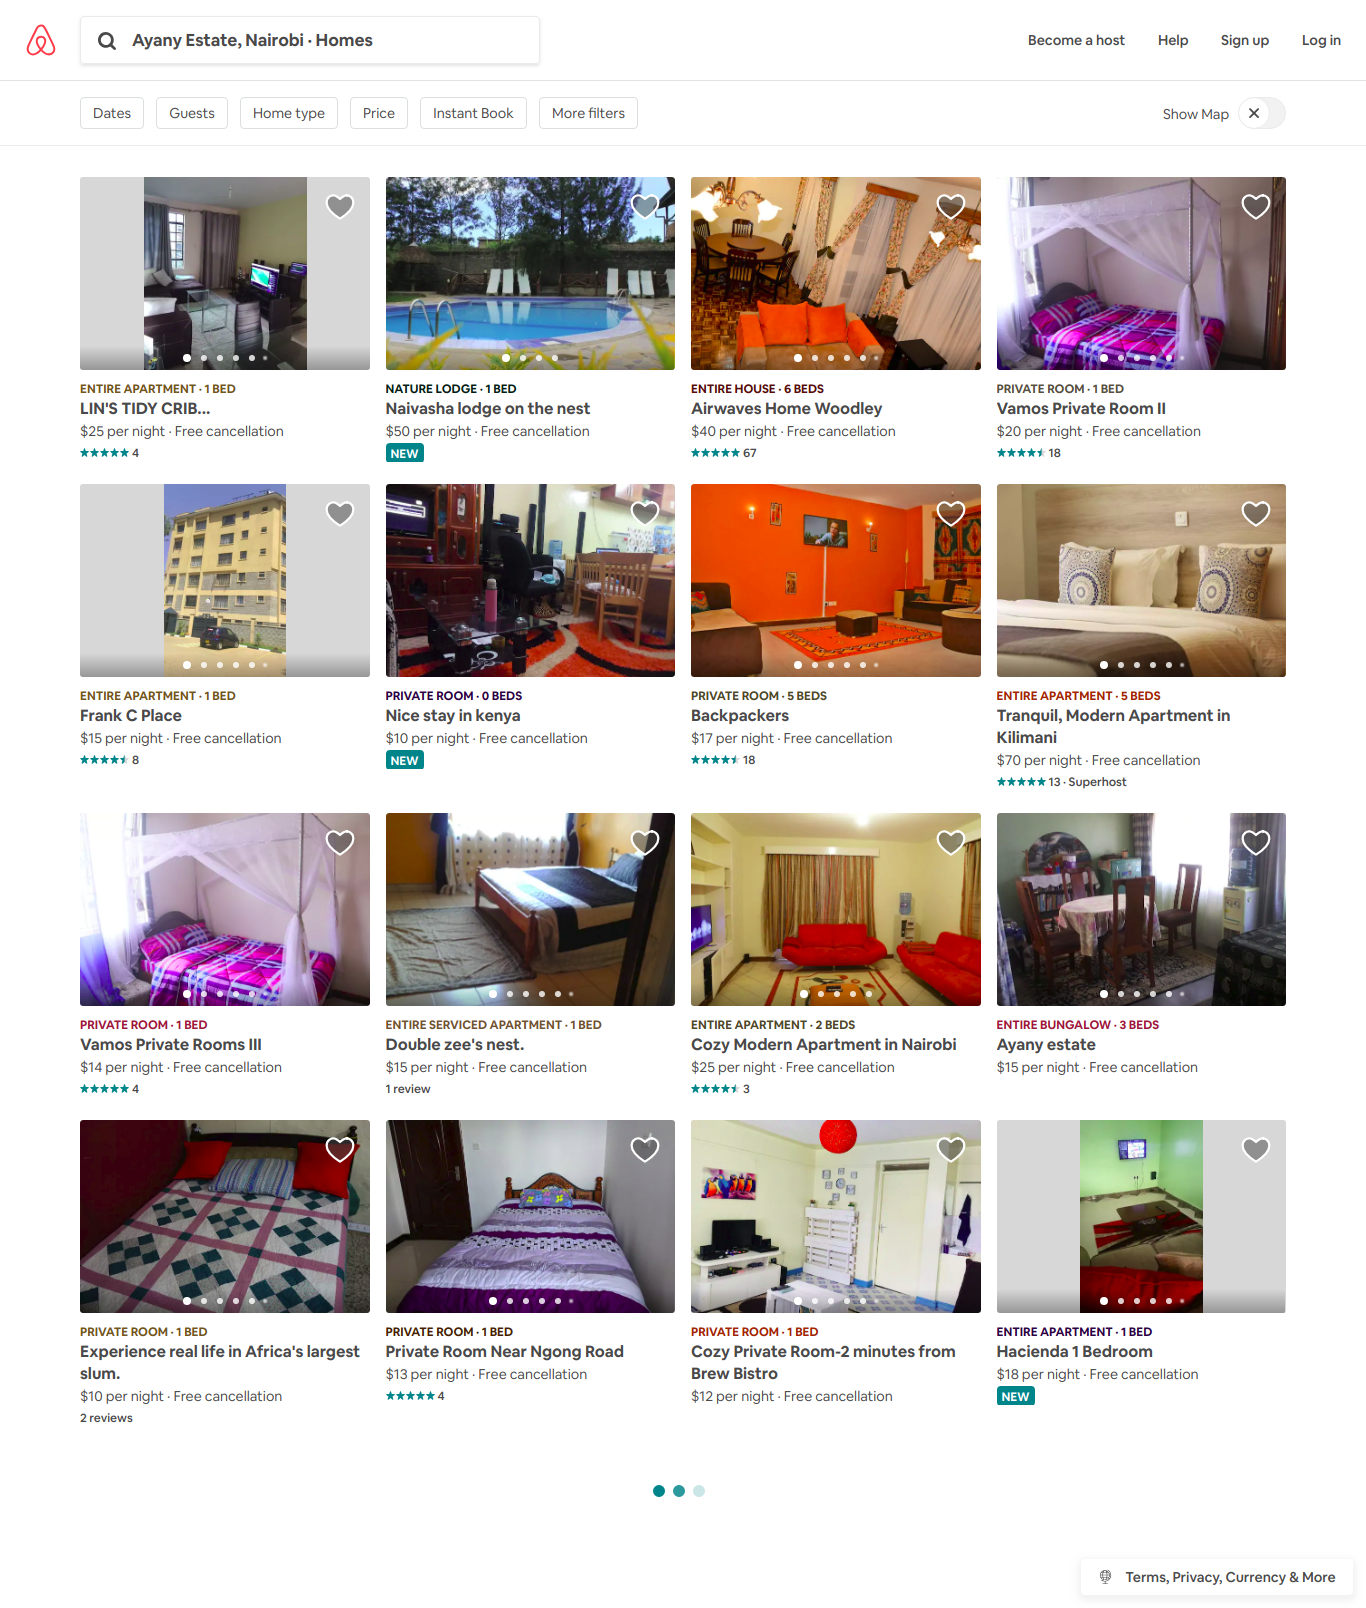 Ayany Estate, Nairobi · Homes
Become a host
Help
Sign up
Log in
Dates
Guests
Home type
Price
Instant Book
More filters
Show Map
ENTIRE APARTMENT · 1 BED
LIN'S TIDY CRIB...
$25 per night · Free cancellation
4
NATURE LODGE · 1 BED
Naivasha lodge on the nest
$50 per night · Free cancellation
NEW
ENTIRE HOUSE · 6 BEDS
Airwaves Home Woodley
$40 per night · Free cancellation
67
PRIVATE ROOM · 1 BED
Vamos Private Room II
$20 per night · Free cancellation
18
ENTIRE APARTMENT · 1 BED
Frank C Place
$15 per night · Free cancellation
8
PRIVATE ROOM · 0 BEDS
Nice stay in kenya
$10 per night · Free cancellation
NEW
PRIVATE ROOM · 5 BEDS
Backpackers
$17 per night · Free cancellation
18
ENTIRE APARTMENT · 5 BEDS
Tranquil, Modern Apartment in
Kilimani
$70 per night · Free cancellation
13 · Superhost
PRIVATE ROOM · 1 BED
Vamos Private Rooms III
$14 per night · Free cancellation
4
ENTIRE SERVICED APARTMENT · 1 BED
Double zee's nest.
$15 per night · Free cancellation
1 review
ENTIRE APARTMENT · 2 BEDS
Cozy Modern Apartment in Nairobi
$25 per night · Free cancellation
3
ENTIRE BUNGALOW · 3 BEDS
Ayany estate
$15 per night · Free cancellation
PRIVATE ROOM · 1 BED
Experience real life in Africa's largest
slum.
$10 per night · Free cancellation
2 reviews
PRIVATE ROOM · 1 BED
Private Room Near Ngong Road
$13 per night · Free cancellation
4
PRIVATE ROOM · 1 BED
Cozy Private Room-2 minutes from
Brew Bistro
$12 per night · Free cancellation
ENTIRE APARTMENT · 1 BED
Hacienda 1 Bedroom
$18 per night · Free cancellation
NEW
Terms, Privacy, Currency & More